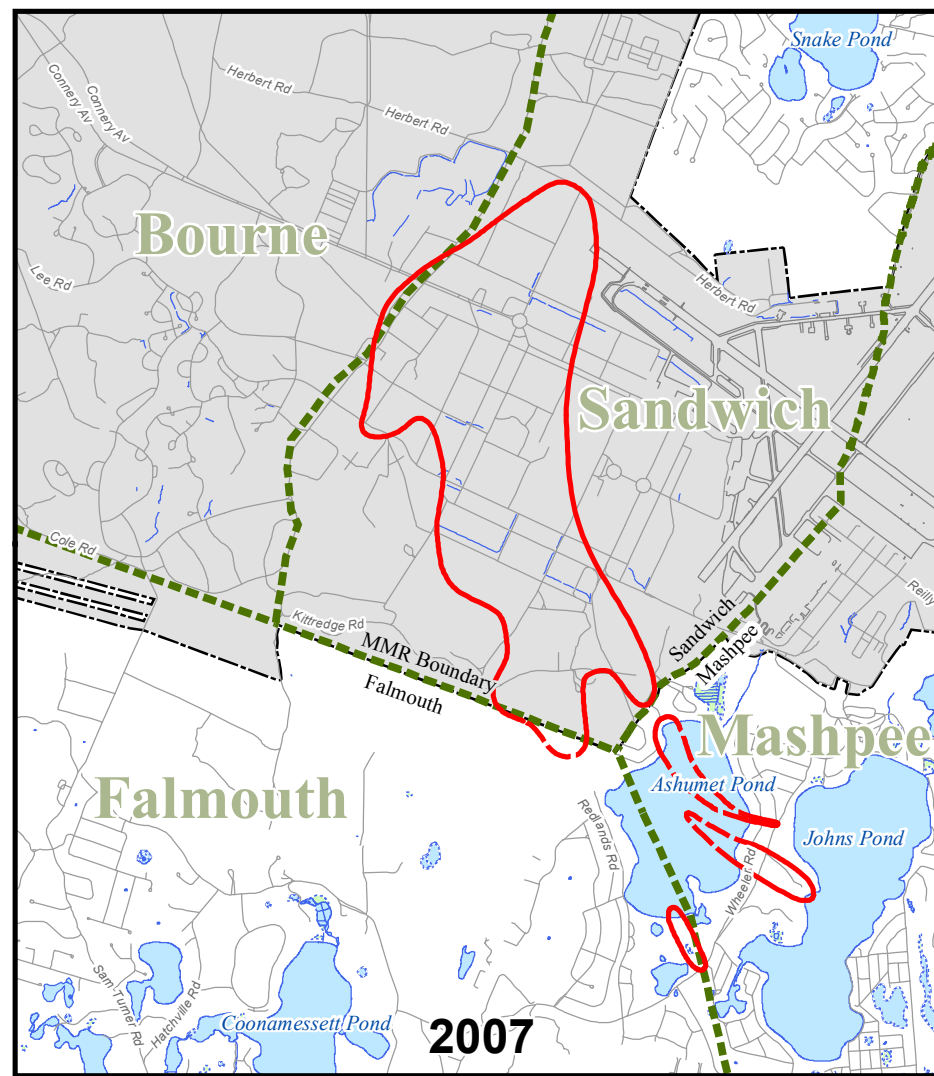 Snake Pond
Herbert Rd
Connery Av
Connery Av
Herbert Rd
Bourne
Lee Rd
Herbert Rd
Sandwich
Cole Rd
Reilly
Kittredge Rd
MMR Boundary
Falmouth
Sandwich
Mashpee
Mashpee
Falmouth
Ashumet Pond
Redlands Rd
Johns Pond
Wheeler Rd
Sam Turner Rd
Hatchville Rd
Coonamessett Pond
2007